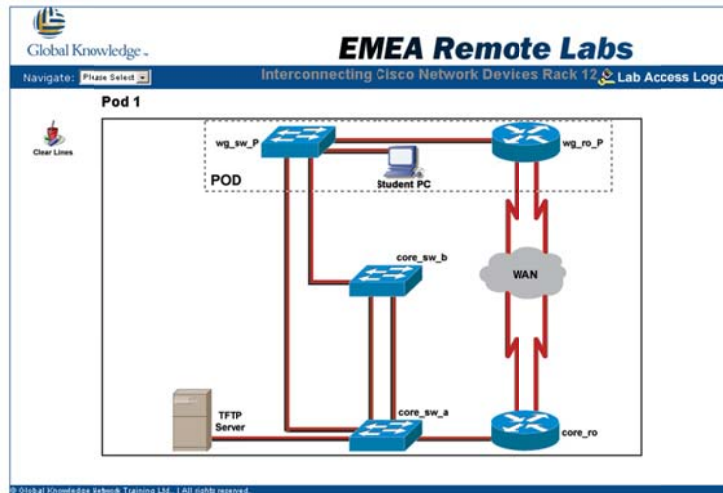 Global Knowledge™
EMEA Remote Labs
Navigate: Please Select
Interconnecting Cisco Network Devices Rack 12
Lab Access Logo
Pod 1
Clear Lines
wg_sw_P
wg_ro_P
POD
Student PC
core_sw_b
WAN
TFTP
Server
core_sw_a
core_ro
© Global Knowledge Network Training Ltd. | All rights reserved.